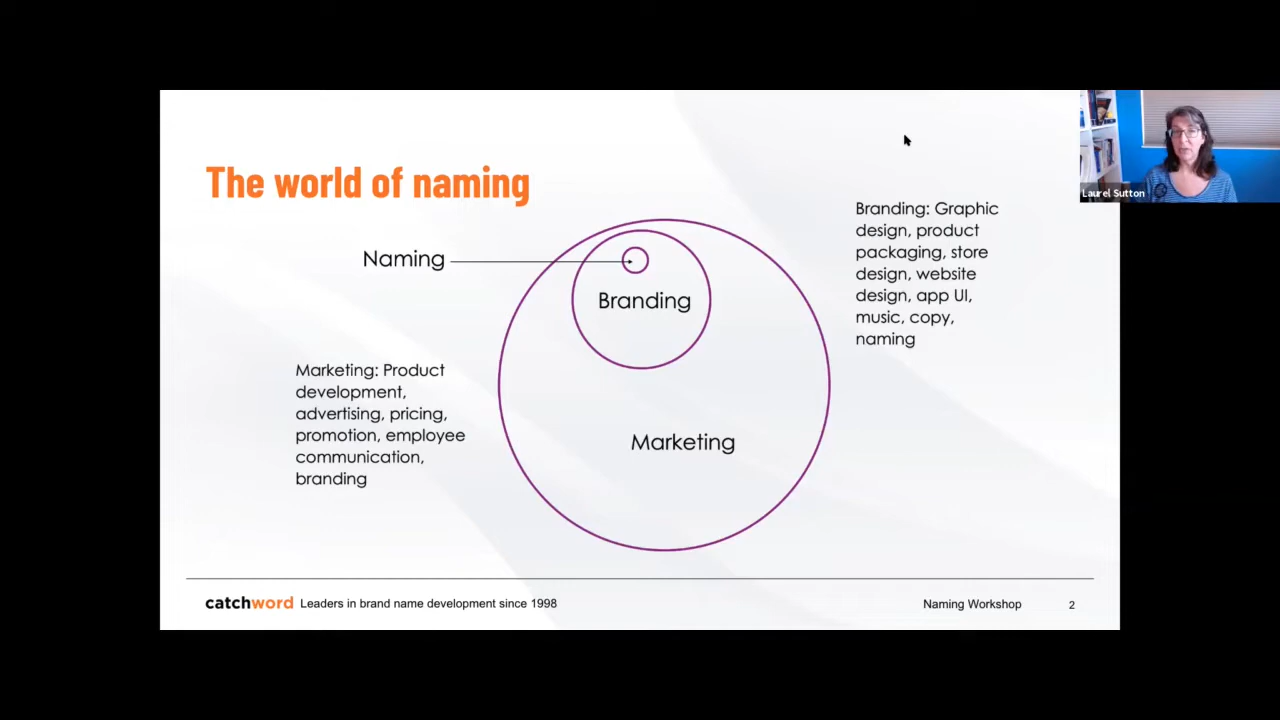 The world of naming
Laurel Sutton
Naming
Branding
Marketing
Branding: Graphic
design, product
packaging, store
design, website
design, app UI,
music, copy,
naming
Marketing: Product
development,
advertising, pricing,
promotion, employee
communication,
branding
catchword Leaders in brand name development since 1998
Naming Workshop 2